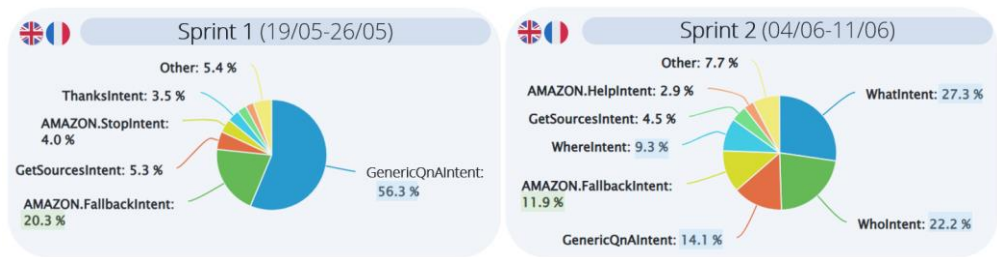 Sprint 1 (19/05-26/05)
Other: 5.4 %
ThanksIntent: 3.5 %
AMAZON.StopIntent:
4.0 %
GetSourcesIntent: 5.3 %
AMAZON.FallbackIntent:
20.3 %
GenericQnAIntent:
56.3 %
Sprint 2 (04/06-11/06)
Other: 7.7 %
AMAZON.HelpIntent: 2.9 %
GetSourcesIntent: 4.5 %
WhereIntent: 9.3 %
AMAZON.FallbackIntent:
11.9 %
GenericQnAIntent: 14.1 %
WhatIntent: 27.3 %
WhoIntent: 22.2 %